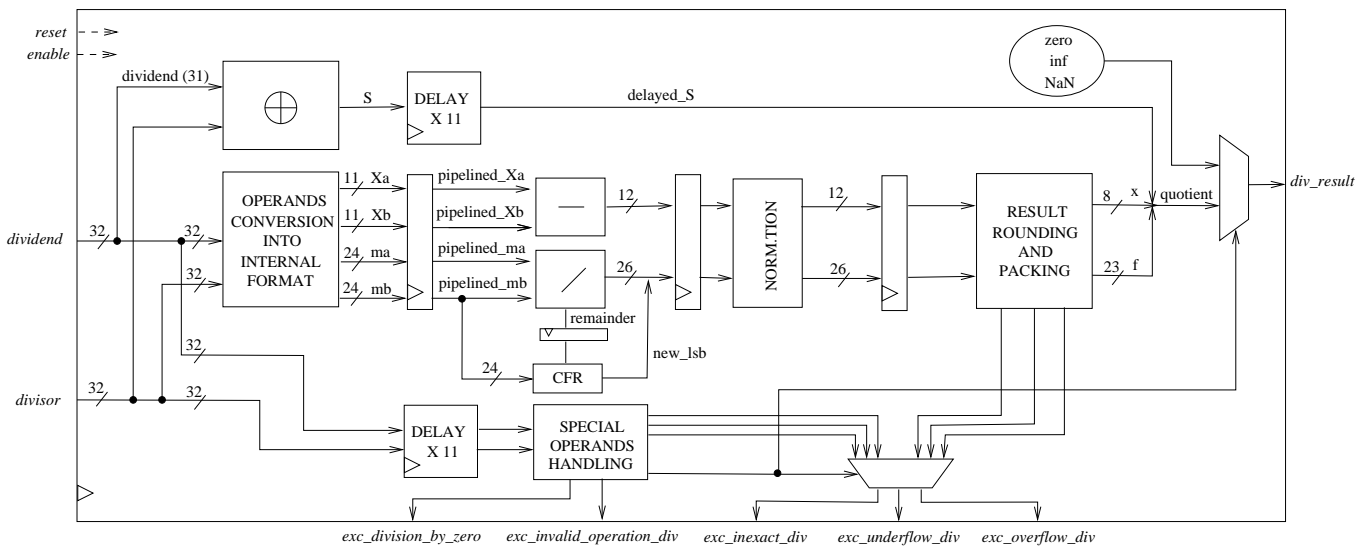 reset
enable
dividend (31)
S
DELAY
X 11
delayed_S
zero
inf
NaN
OPERANDS
CONVERSION
INTO
INTERNAL
FORMAT
11 Xa
11 Xb
24 ma
24 mb
pipelined_Xa
pipelined_Xb
pipelined_ma
pipelined_mb
12
26
NORM.TION
12
26
RESULT
ROUNDING
AND
PACKING
8 x
quotient
23 f
div_result
dividend
32
32
32
remainder
new_lsb
24
CFR
32
divisor
32
32
DELAY
X 11
SPECIAL
OPERANDS
HANDLING
exc_division_by_zero
exc_invalid_operation_div
exc_inexact_div
exc_underflow_div
exc_overflow_div